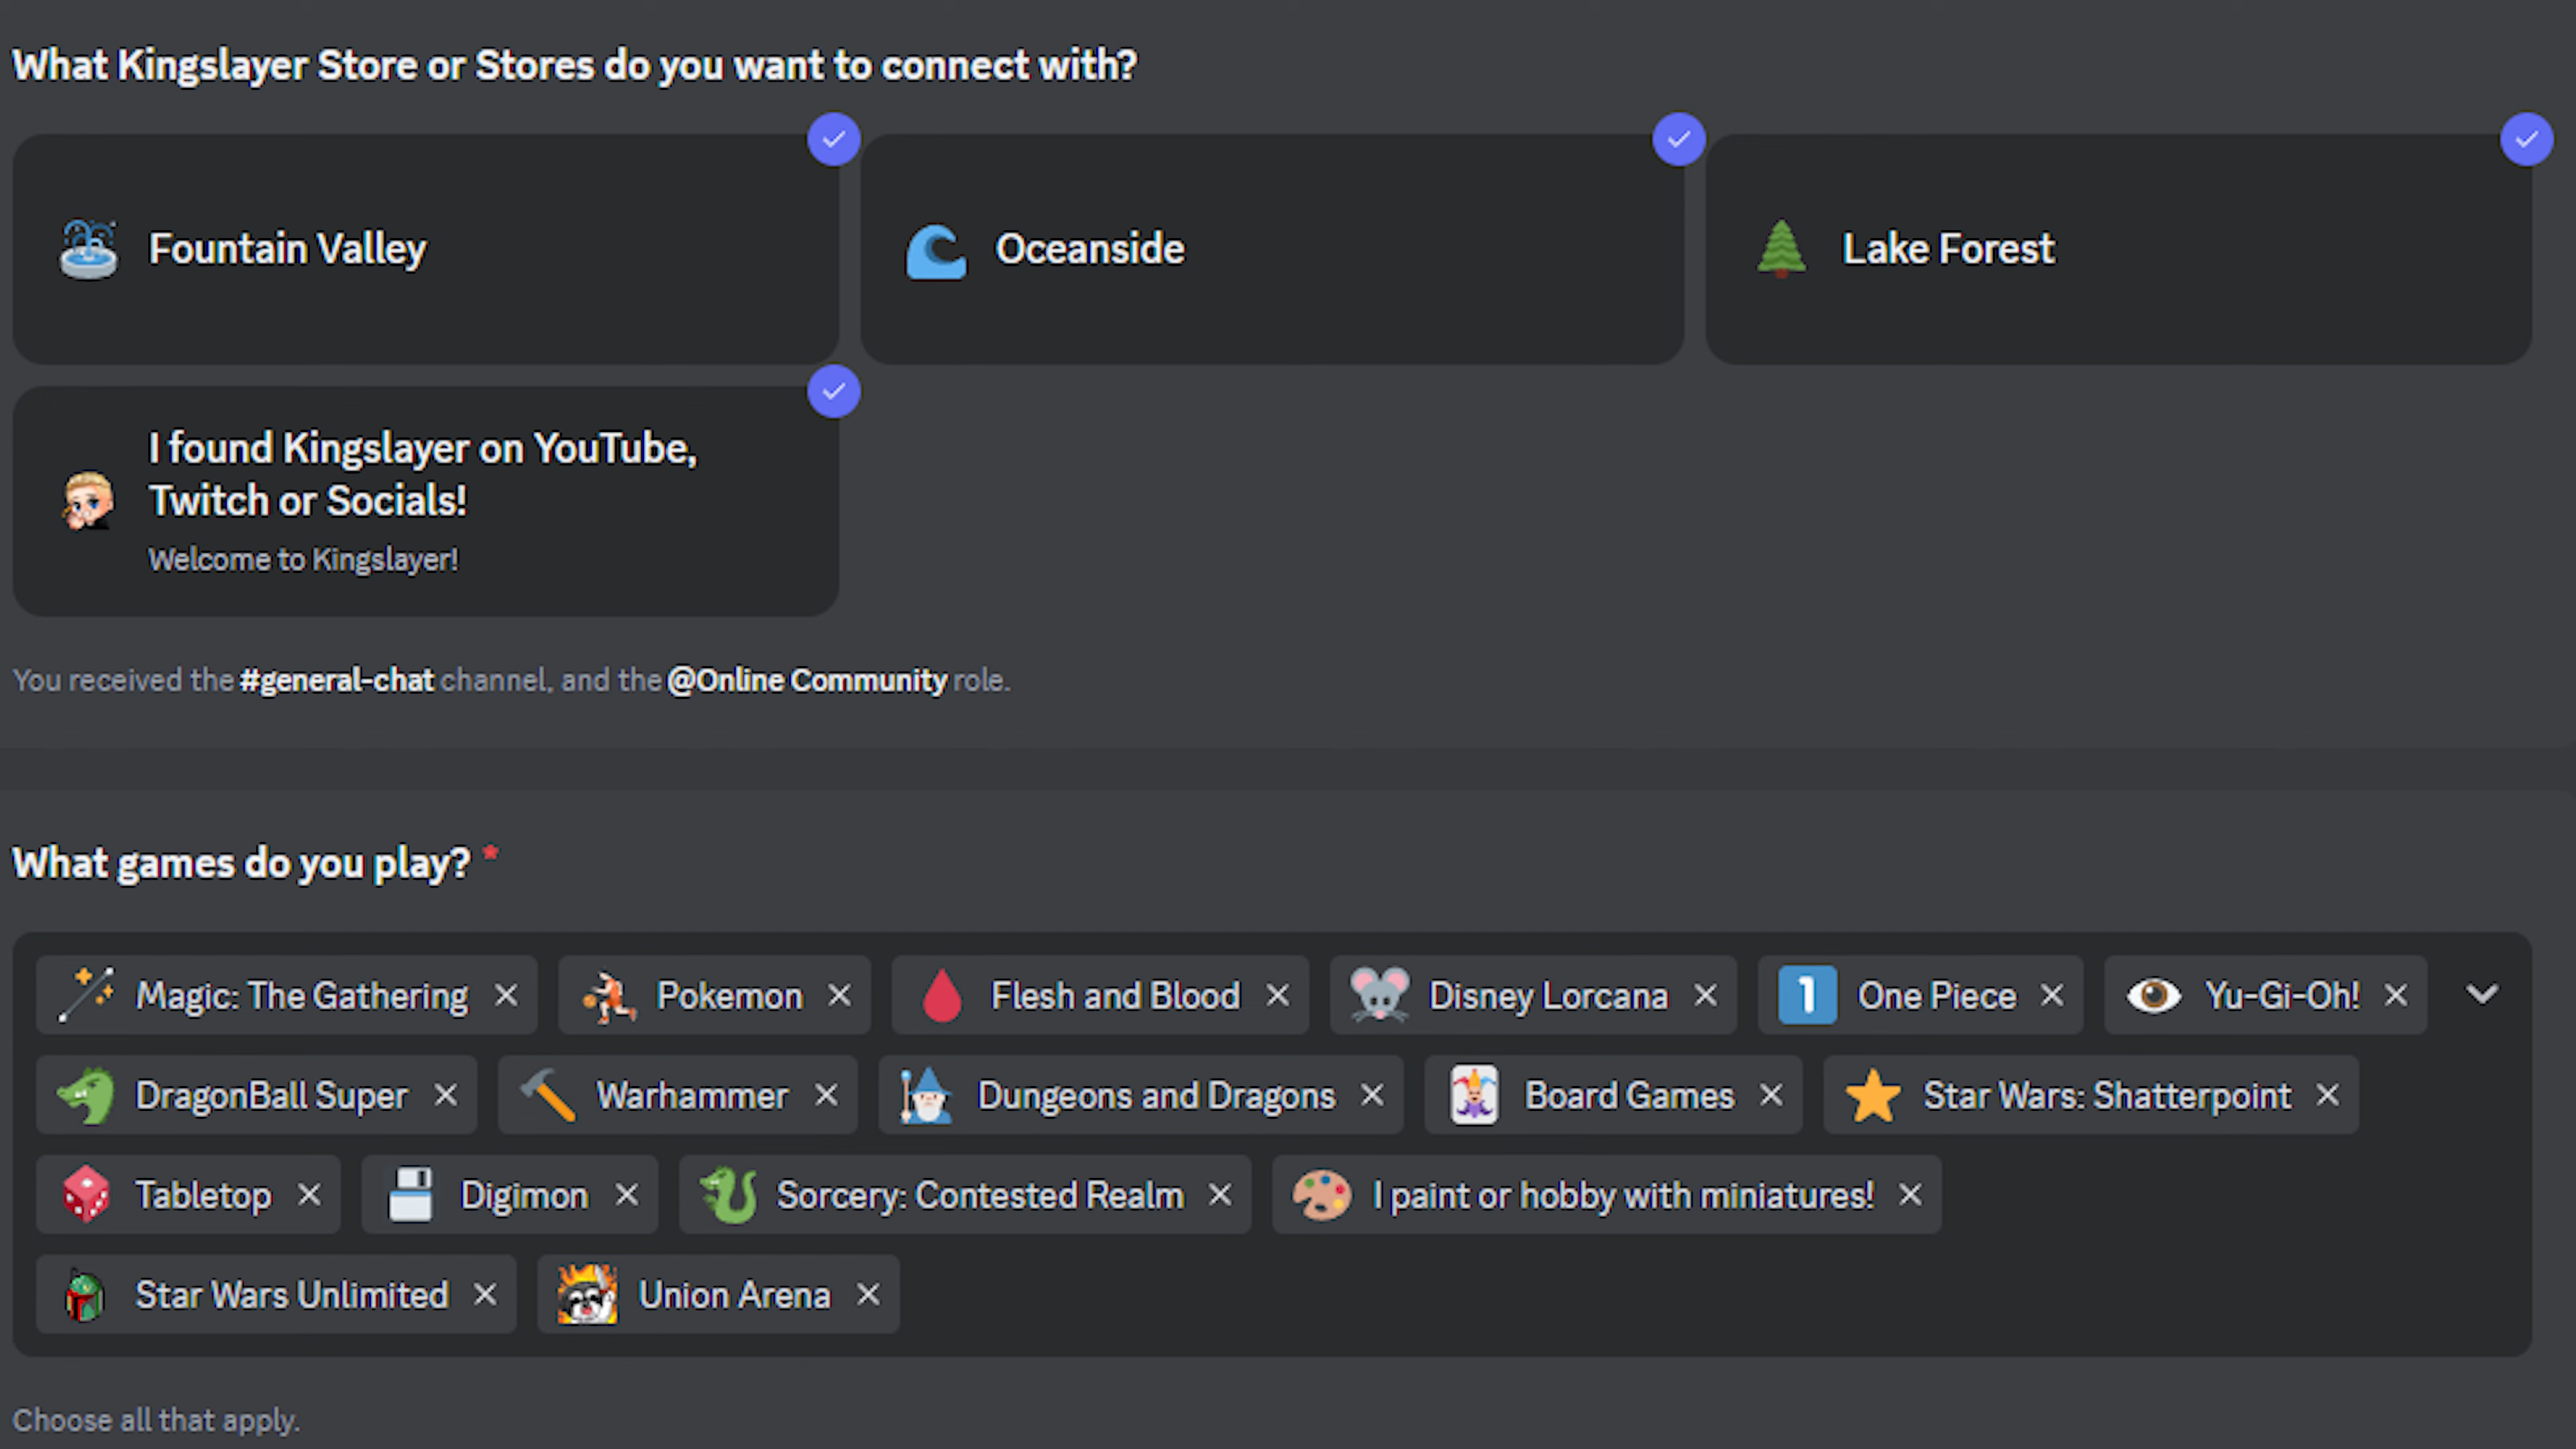 What Kingslayer Store or Stores do you want to connect with?
Fountain Valley
Oceanside
Lake Forest
I found Kingslayer on YouTube,
Twitch or Socials!
Welcome to Kingslayer!
You received the #general-chat channel, and the @Online Community role.
What games do you play? *
Magic: The Gathering
Pokemon
Flesh and Blood
Disney Lorcana
1 One Piece
Yu-Gi-Oh!
DragonBall Super
Warhammer
Dungeons and Dragons
Board Games
Star Wars: Shatterpoint
Tabletop
Digimon
Sorcery: Contested Realm
I paint or hobby with miniatures!
Star Wars Unlimited
Union Arena
Choose all that apply.